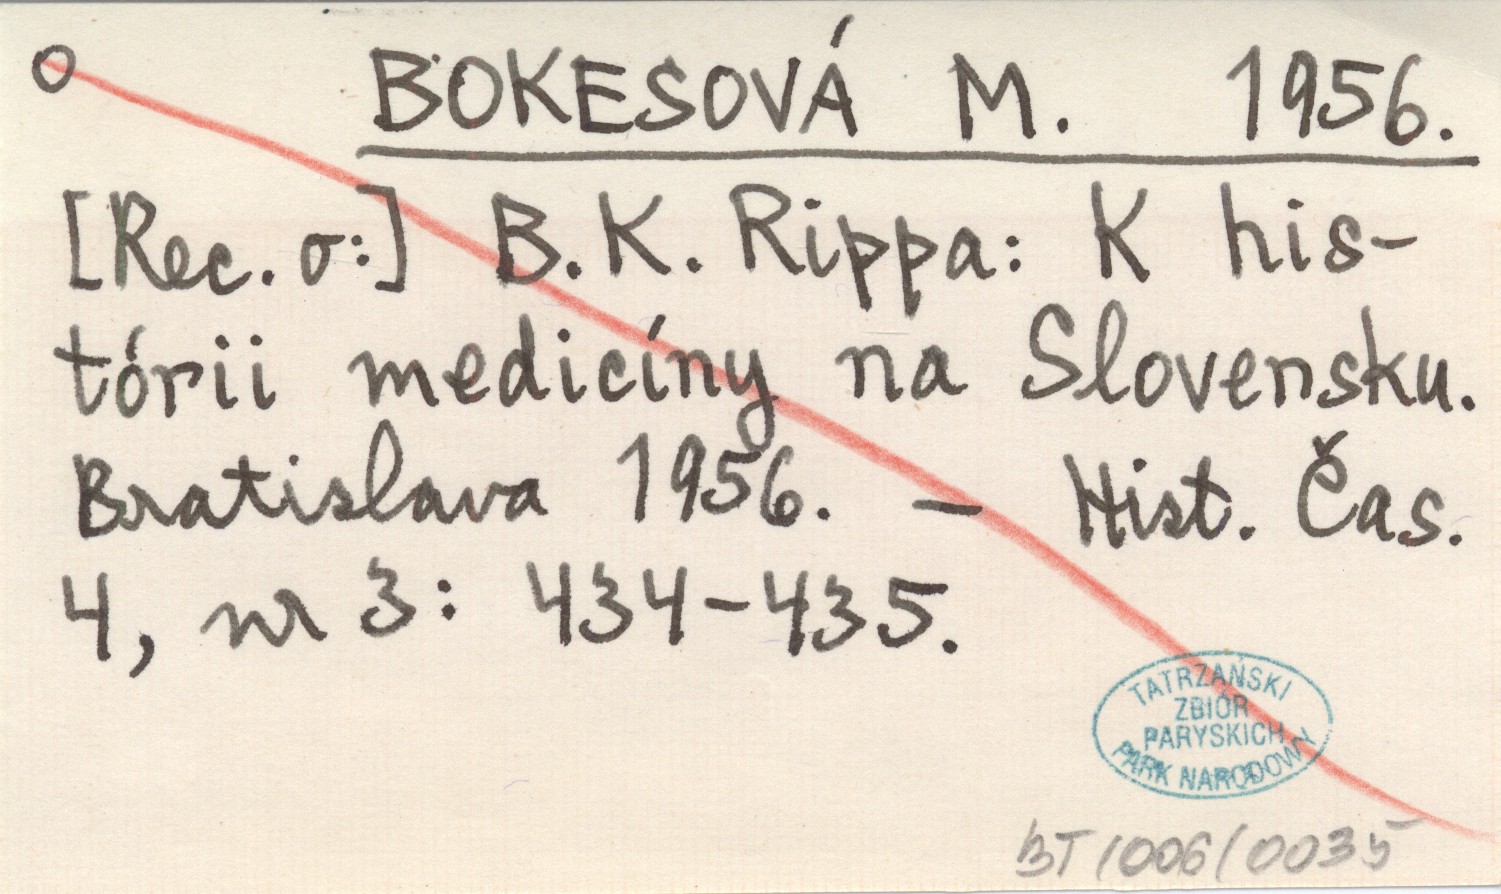 BOKESOVÁ M. 1956.
[Rec. o:] B.K. Rippa: K his-
tórii medicíny na Slovensku.
Bratislava 1956. – Hist. Čas.
4, nr 3: 434–435.
TATRZAŃSKI
ZBIÓR
PARYSKICH
PARK NARODOWY
BT/006/0035